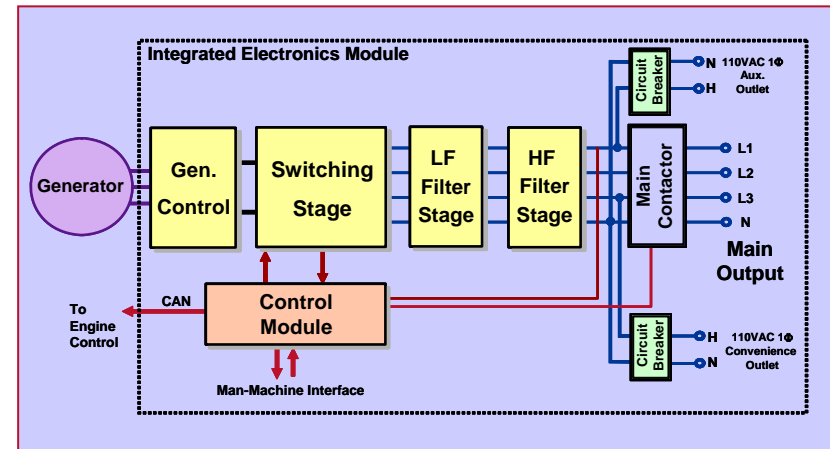 Integrated Electronics Module
Circuit
Breaker
N
H
110VAC 1Φ
Aux.
Outlet
Generator
Gen.
Control
Switching
Stage
LF
Filter
Stage
HF
Filter
Stage
Main
Contactor
L1
L2
L3
N
Main
Output
To
Engine
Control
CAN
Control
Module
Man-Machine Interface
Circuit
Breaker
H
N
110VAC 1Φ
Convenience
Outlet